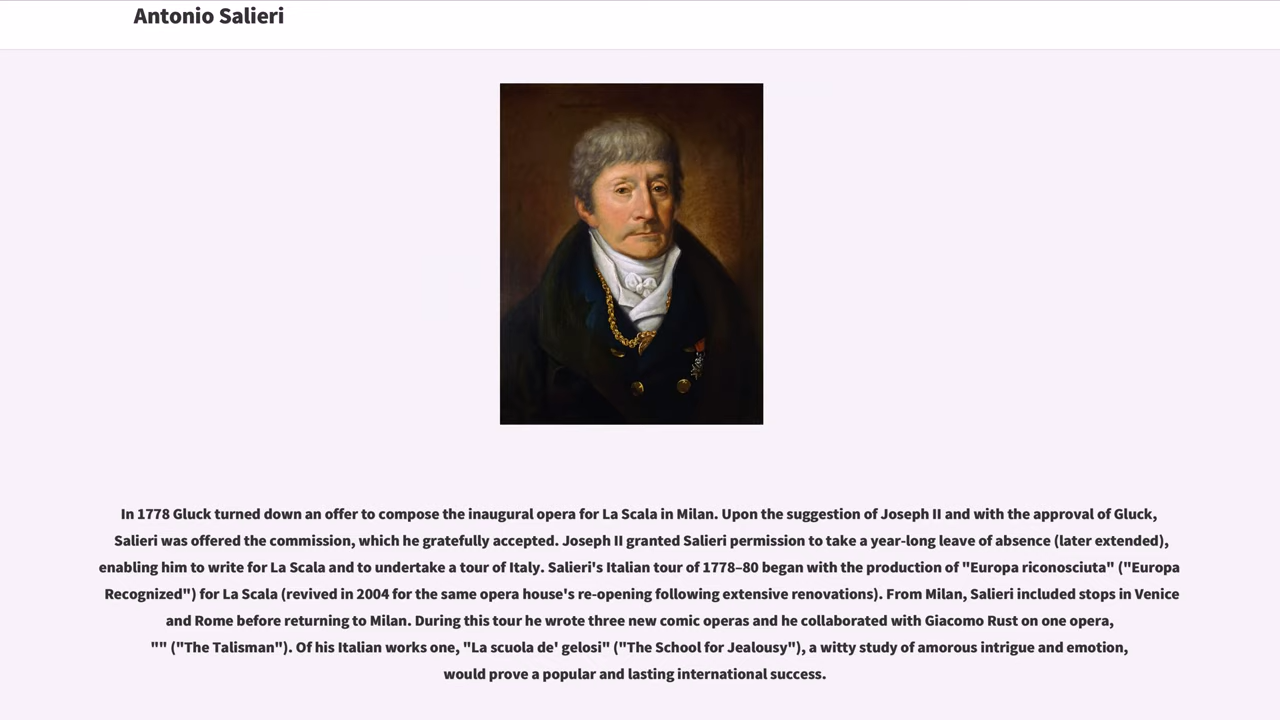 Antonio Salieri
In 1778 Gluck turned down an offer to compose the inaugural opera for La Scala in Milan. Upon the suggestion of Joseph II and with the approval of Gluck,
Salieri was offered the commission, which he gratefully accepted. Joseph II granted Salieri permission to take a year-long leave of absence (later extended),
enabling him to write for La Scala and to undertake a tour of Italy. Salieri's Italian tour of 1778–80 began with the production of "Europa riconosciuta" ("Europa
Recognized") for La Scala (revived in 2004 for the same opera house's re-opening following extensive renovations). From Milan, Salieri included stops in Venice
and Rome before returning to Milan. During this tour he wrote three new comic operas and he collaborated with Giacomo Rust on one opera,
"" ("The Talisman"). Of his Italian works one, "La scuola de' gelosi" ("The School for Jealousy"), a witty study of amorous intrigue and emotion,
would prove a popular and lasting international success.